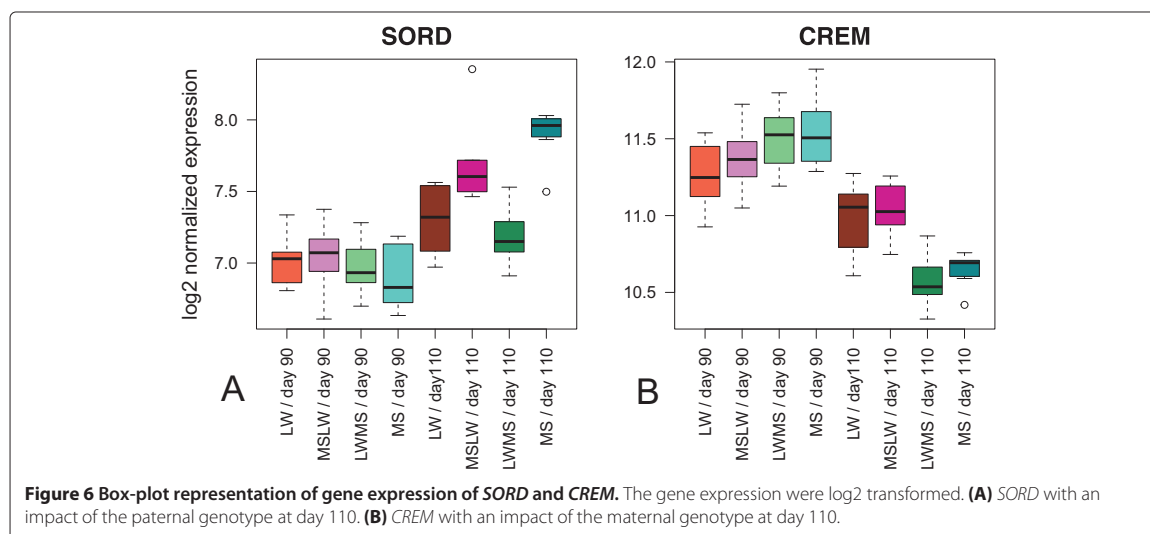 SORD
CREM
log2 normalized expression
8.0
7.5
7.0
12.0
11.5
11.0
10.5
A
LW / day 90
MSLW / day 90
LWMS / day 90
MS / day 90
LW / day110
MSLW / day 110
LWMS / day 110
MS / day 110
B
LW / day 90
MSLW / day 90
LWMS / day 90
MS / day 90
LW / day110
MSLW / day 110
LWMS / day 110
MS / day 110
Figure 6 Box-plot representation of gene expression of SORD and CREM. The gene expression were log2 transformed. (A) SORD with an
impact of the paternal genotype at day 110. (B) CREM with an impact of the maternal genotype at day 110.